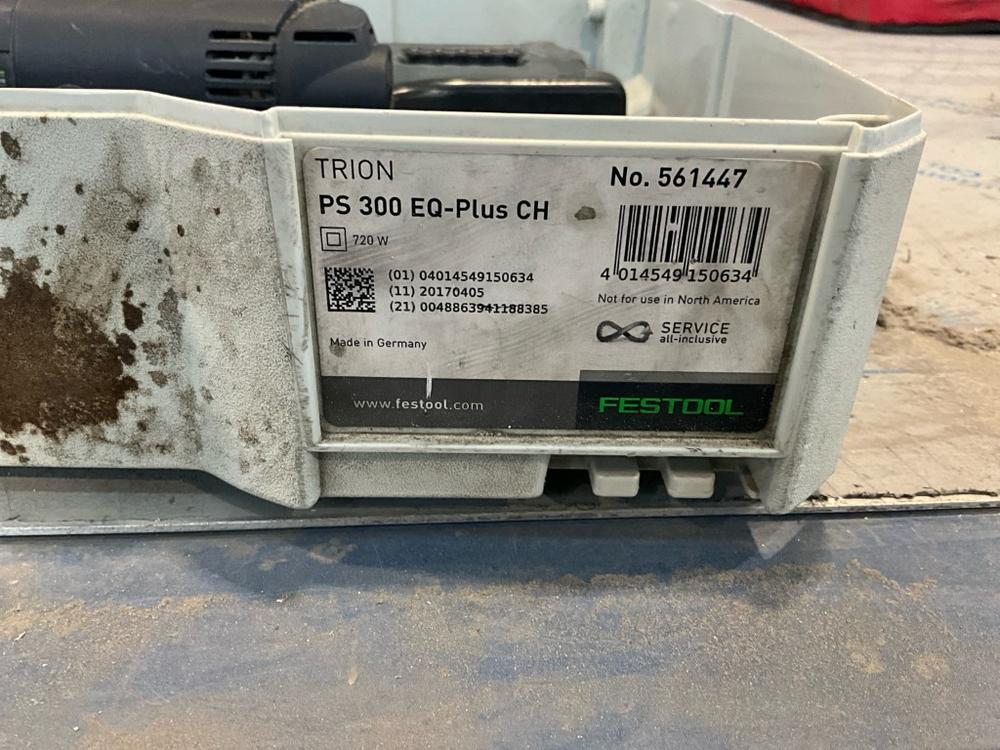 TRION
PS 300 EQ-Plus CH
720 W
(01) 04014549150634
(11) 20170405
(21) 0048863941188385
Made in Germany
www.festool.com
No. 561447
4 014549 150634
Not for use in North America
SERVICE
all-inclusive
FESTOOL